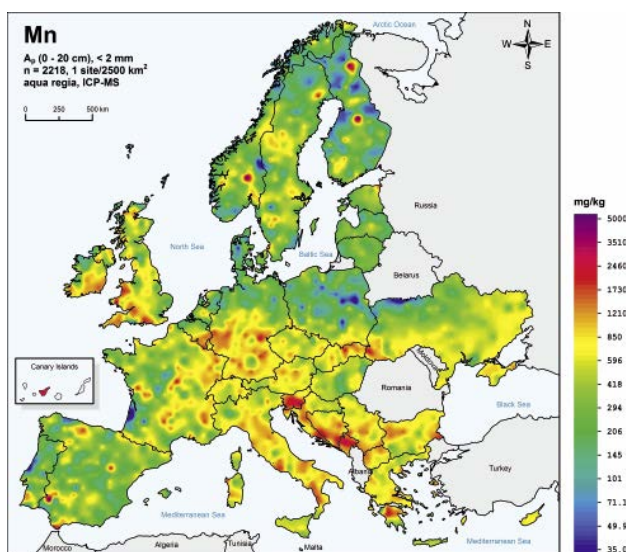 Mn
Ap (0 - 20 cm), < 2 mm
n = 2218, 1 site/2500 km²
aqua regia, ICP-MS
0 250 500 km
Arctic Ocean
N
W E
S
Russia
North Sea
Baltic Sea
Belarus
mg/kg
5000
3510
2470
1730
1210
850
596
418
294
206
144
101
71.1
49.9
35.0
Canary Islands
Moldova
Romania
Black Sea
Albania
Turkey
Mediterranean Sea
Mediterranean Sea
Morocco
Algeria
Tunisia
Malta